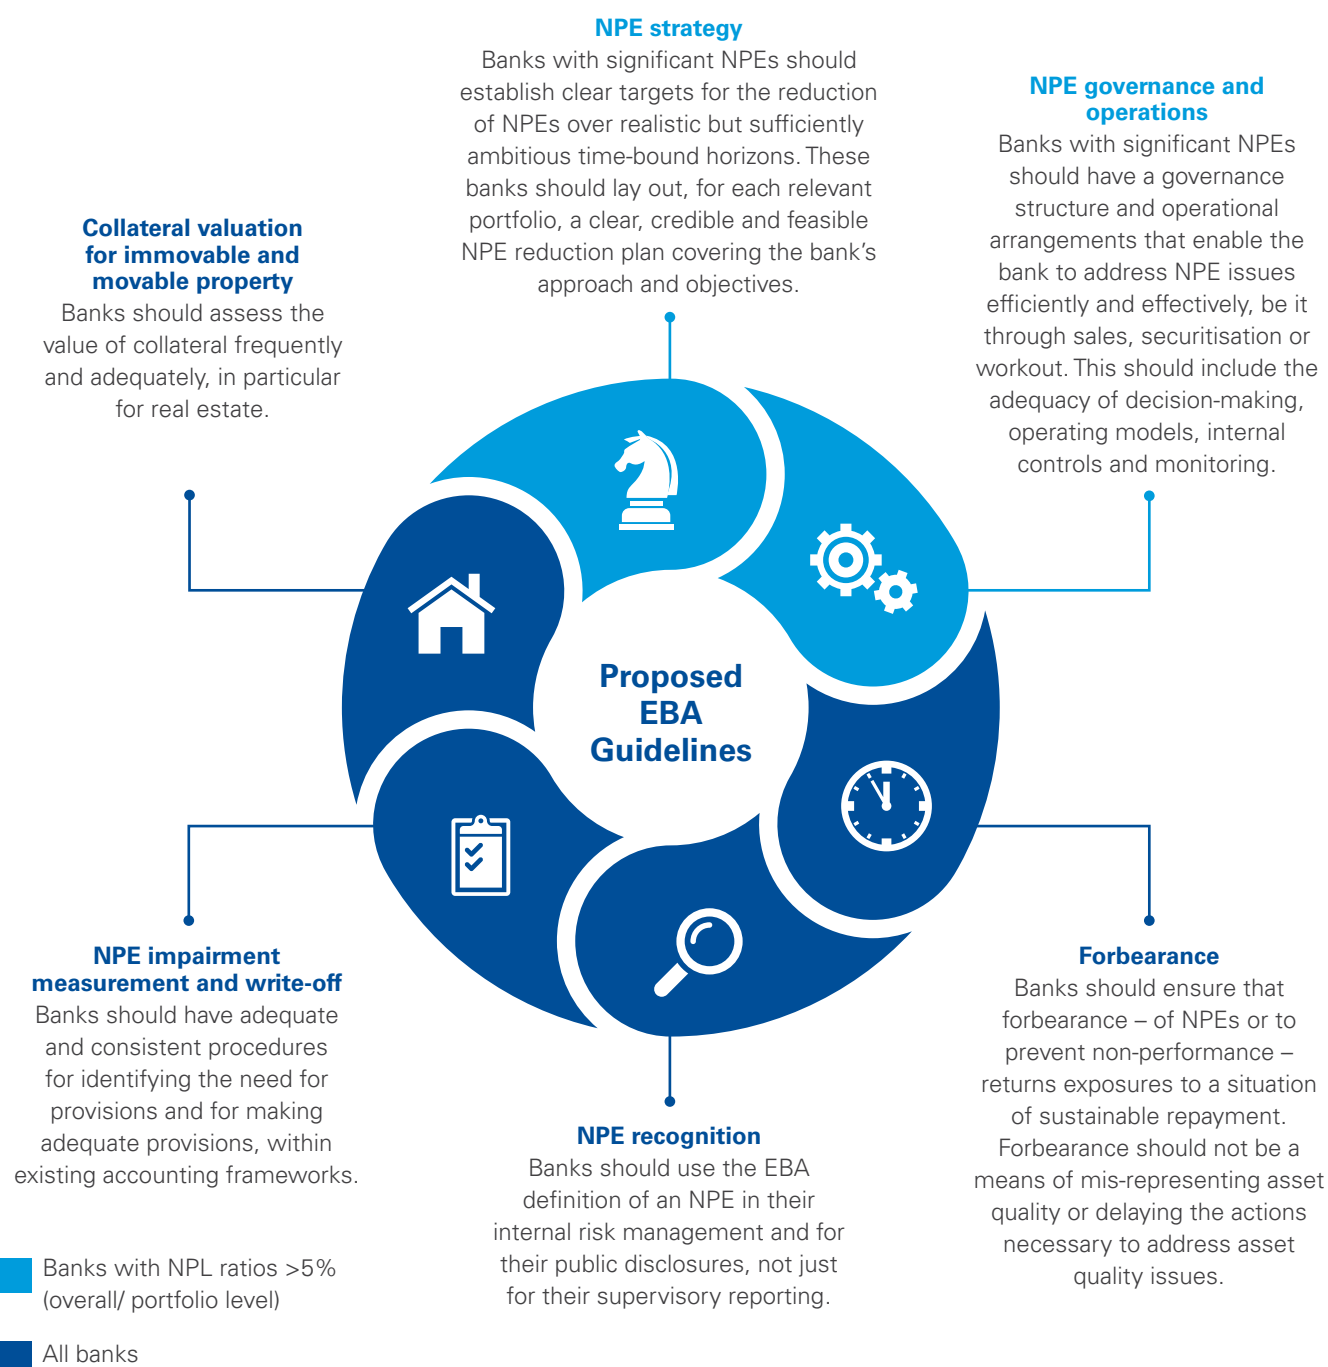 NPE strategy
Banks with significant NPEs should
establish clear targets for the reduction
of NPEs over realistic but sufficiently
ambitious time-bound horizons. These
banks should lay out, for each relevant
portfolio, a clear, credible and feasible
NPE reduction plan covering the bank’s
approach and objectives.
NPE governance and
operations
Banks with significant NPEs
should have a governance
structure and operational
arrangements that enable the
bank to address NPE issues
efficiently and effectively, be it
through sales, securitisation or
workout. This should include the
adequacy of decision-making,
operating models, internal
controls and monitoring.
Collateral valuation
for immovable and
movable property
Banks should assess the
value of collateral frequently
and adequately, in particular
for real estate.
Proposed
EBA
Guidelines
NPE impairment
measurement and write-off
Banks should have adequate
and consistent procedures
for identifying the need for
provisions and for making
adequate provisions, within
existing accounting frameworks.
NPE recognition
Banks should use the EBA
definition of an NPE in their
internal risk management and for
their public disclosures, not just
for their supervisory reporting.
Forbearance
Banks should ensure that
forbearance – of NPEs or to
prevent non-performance –
returns exposures to a situation
of sustainable repayment.
Forbearance should not be a
means of mis-representing asset
quality or delaying the actions
necessary to address asset
quality issues.
Banks with NPL ratios >5%
(overall/ portfolio level)
All banks